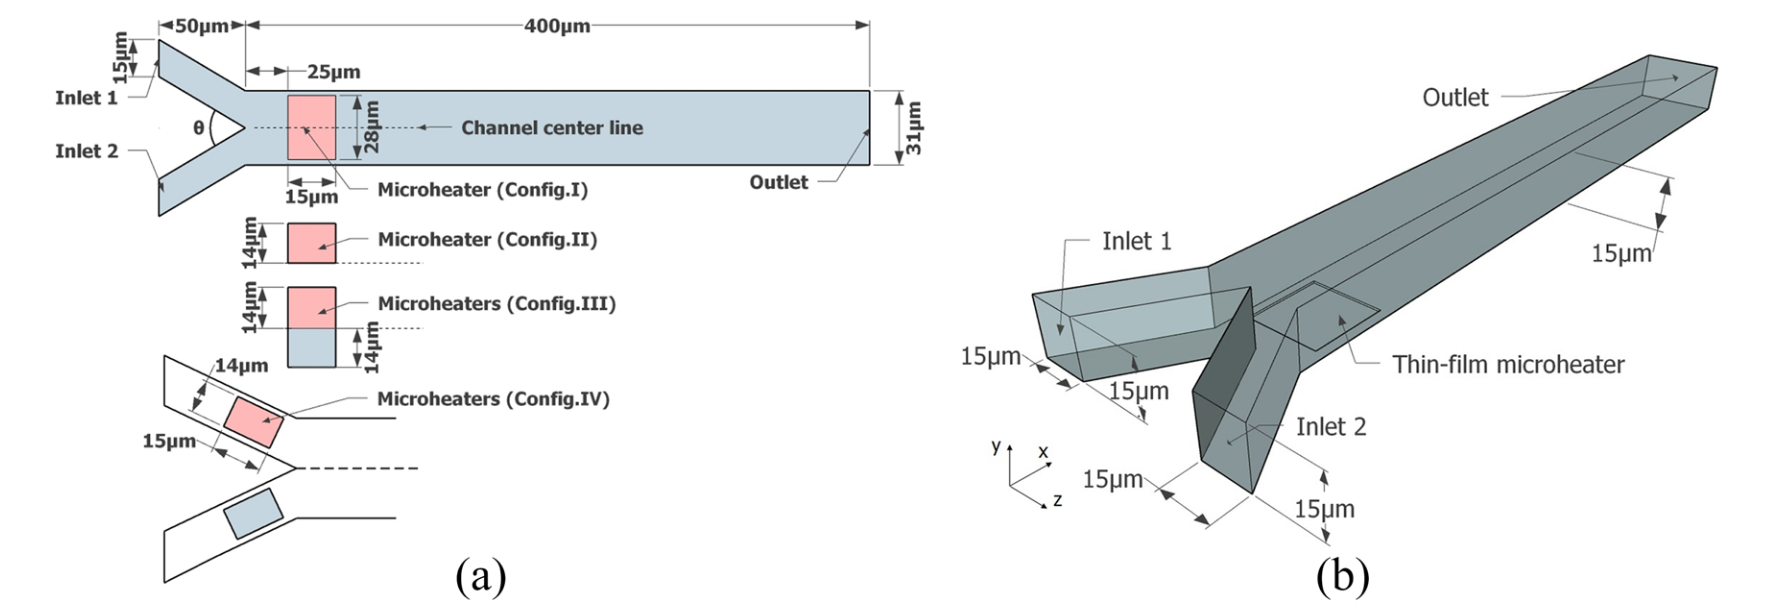 50μm
400μm
15μm
25μm
Inlet 1
θ
28μm
Channel center line
31μm
Inlet 2
15μm
Microheater (Config.I)
Outlet
14μm
Microheater (Config.II)
14μm
Microheaters (Config.III)
14μm
14μm
Microheaters (Config.IV)
15μm
(a)
Outlet
15μm
Inlet 1
15μm
15μm
Thin-film microheater
Inlet 2
y
x
z
15μm
15μm
(b)